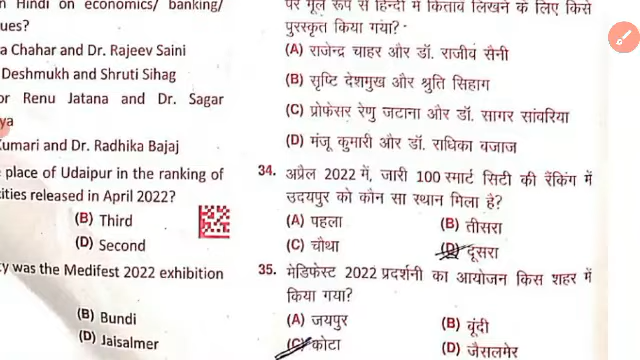 n Hindi on economics/ banking/
ues?
a Chahar and Dr. Rajeev Saini
Deshmukh and Shruti Sihag
or Renu Jatana and Dr. Sagar
ya
Kumari and Dr. Radhika Bajaj
place of Udaipur in the ranking of
cities released in April 2022?
(B) Third
(D) Second
y was the Medifest 2022 exhibition
(B) Bundi
(D) Jaisalmer
पर मूल रूप से हिन्दी में किताब लिखने के लिए किसे
पुरस्कृत किया गया?
(A) राजेन्द्र चाहर और डॉ. राजीव सैनी
(B) सृष्टि देशमुख और श्रुति सिहाग
(C) प्रोफेसर रेणु जटाना और डॉ. सागर सांवरिया
(D) मंजू कुमारी और डॉ. राधिका बजाज
34. अप्रैल 2022 में, जारी 100 स्मार्ट सिटी की रैंकिंग में
उदयपुर को कौन सा स्थान मिला है?
(A) पहला (B) तीसरा
(C) चौथा (D) दूसरा
35. मेडिफेस्ट 2022 प्रदर्शनी का आयोजन किस शहर में
किया गया?
(A) जयपुर (B) बूंदी
(C) कोटा (D) जैसलमेर